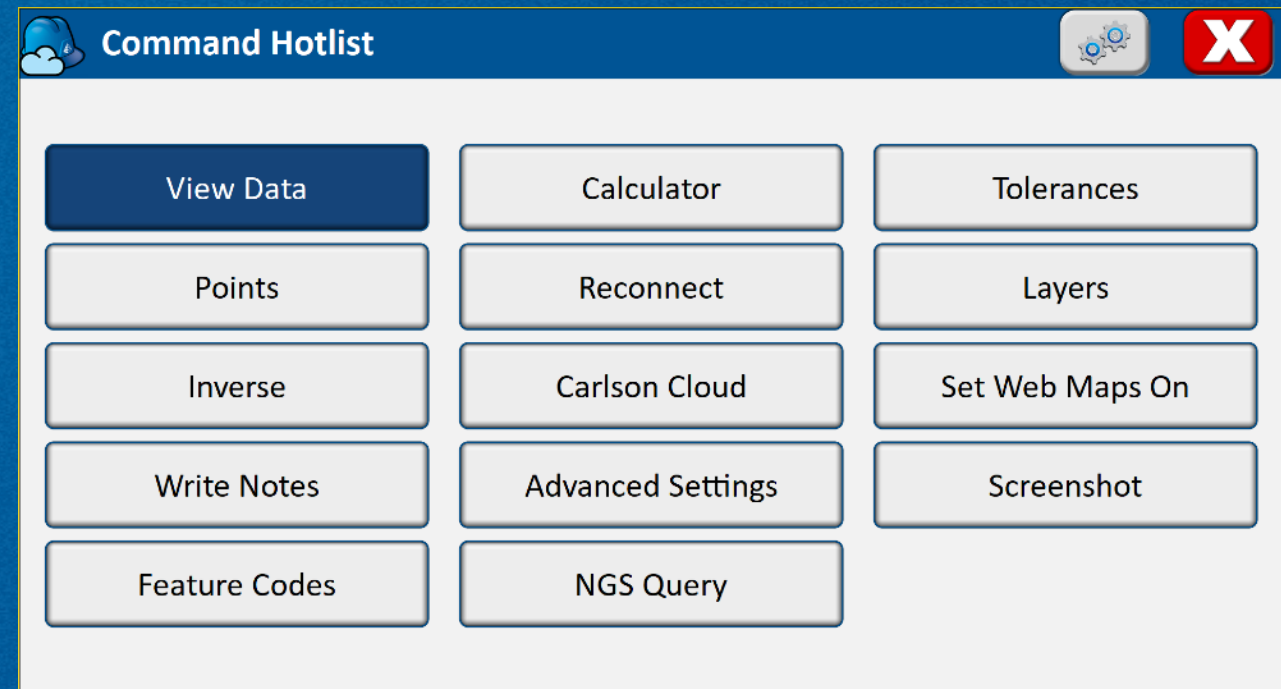 Command Hotlist
View Data
Calculator
Tolerances
Points
Reconnect
Layers
Inverse
Carlson Cloud
Set Web Maps On
Write Notes
Advanced Settings
Screenshot
Feature Codes
NGS Query